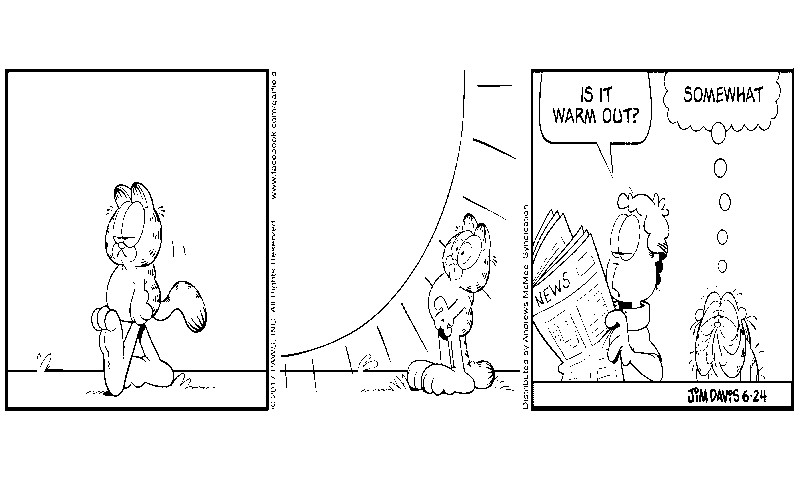 www.facebook.com/garfield
© 2017 PAWS, INC. All Rights Reserved.
Distributed by Andrews McMeel Syndication
IS IT
WARM OUT?
SOMEWHAT
NEWS
JIM DAVIS 6·24